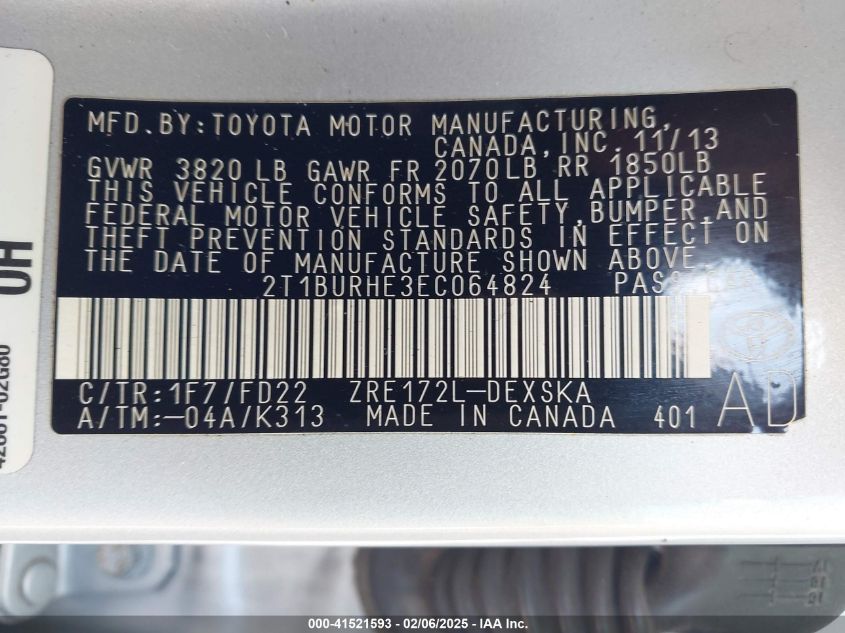 MFD.BY:TOYOTA MOTOR MANUFACTURING,
CANADA,INC. 11/13
GVWR 3820 LB GAWR FR 2070LB RR 1850LB
THIS VEHICLE CONFORMS TO ALL APPLICABLE
FEDERAL MOTOR VEHICLE SAFETY,BUMPER,AND
THEFT PREVENTION STANDARDS IN EFFECT ON
THE DATE OF MANUFACTURE SHOWN ABOVE.
2T1BURHE3EC064824
C/TR:1F7/FD22 ZRE172L-DEXSKA
A/TM:-04A/K313 MADE IN CANADA 401 AD
000-41521593 - 02/06/2025 - IAA Inc.